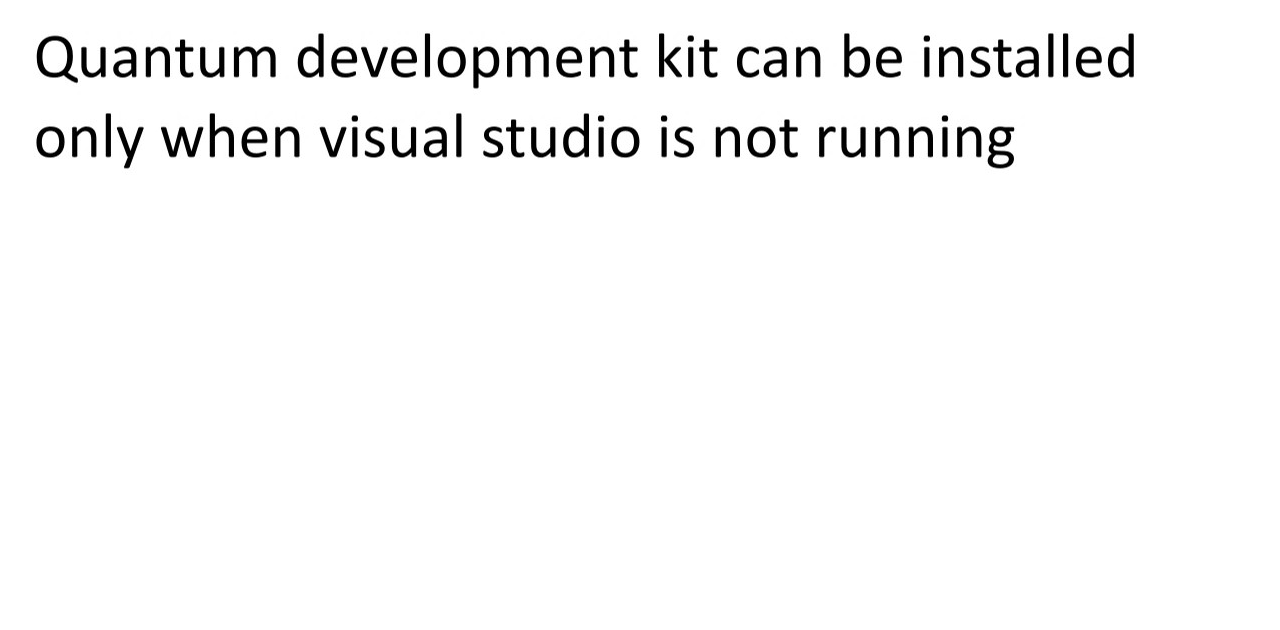 Quantum development kit can be installed
only when visual studio is not running